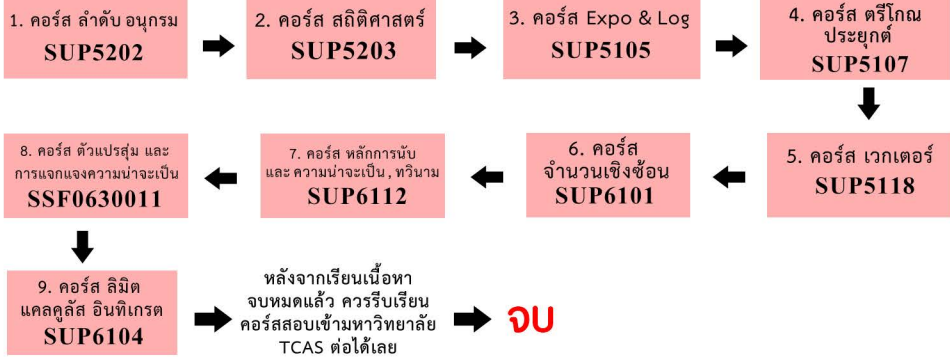 1. คอร์ส ลำดับ อนุกรม
SUP5202
2. คอร์ส สถิติศาสตร์
SUP5203
3. คอร์ส Expo & Log
SUP5105
4. คอร์ส ตรีโกณ
ประยุกต์
SUP5107
5. คอร์ส เวกเตอร์
SUP5118
6. คอร์ส
จำนวนเชิงซ้อน
SUP6101
7. คอร์ส หลักการนับ
และ ความน่าจะเป็น , ทวินาม
SUP6112
8. คอร์ส ตัวแปรสุ่ม และ
การแจกแจงความน่าจะเป็น
SSF0630011
9. คอร์ส ลิมิต
แคลคูลัส อินทิเกรต
SUP6104
หลังจากเรียนเนื้อหา
จบหมดแล้ว ควรรีบเรียน
คอร์สสอบเข้ามหาวิทยาลัย
TCAS ต่อได้เลย
จบ